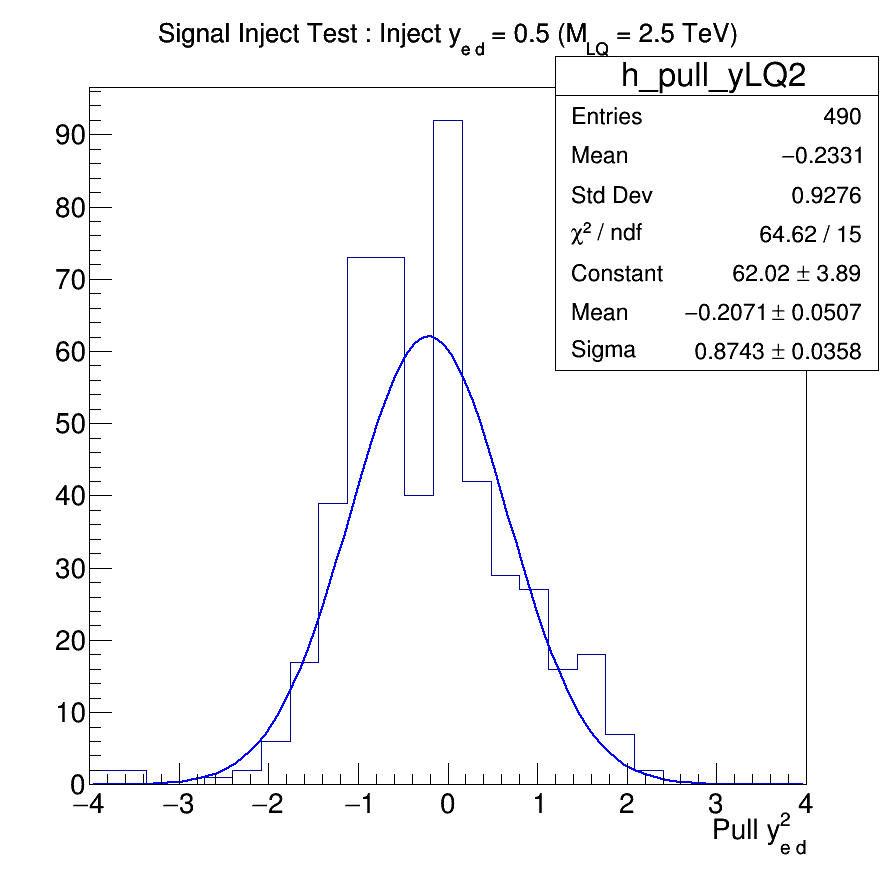 Signal Inject Test : Inject y_{e d} = 0.5 (M_{LQ} = 2.5 TeV)
h_pull_yLQ2
Entries 490
Mean −0.2331
Std Dev 0.9276
χ² / ndf 64.62 / 15
Constant 62.02 ± 3.89
Mean −0.2071 ± 0.0507
Sigma 0.8743 ± 0.0358
90
80
70
60
50
40
30
20
10
0
−4 −3 −2 −1 0 1 2 3 4
Pull y²_{e d}